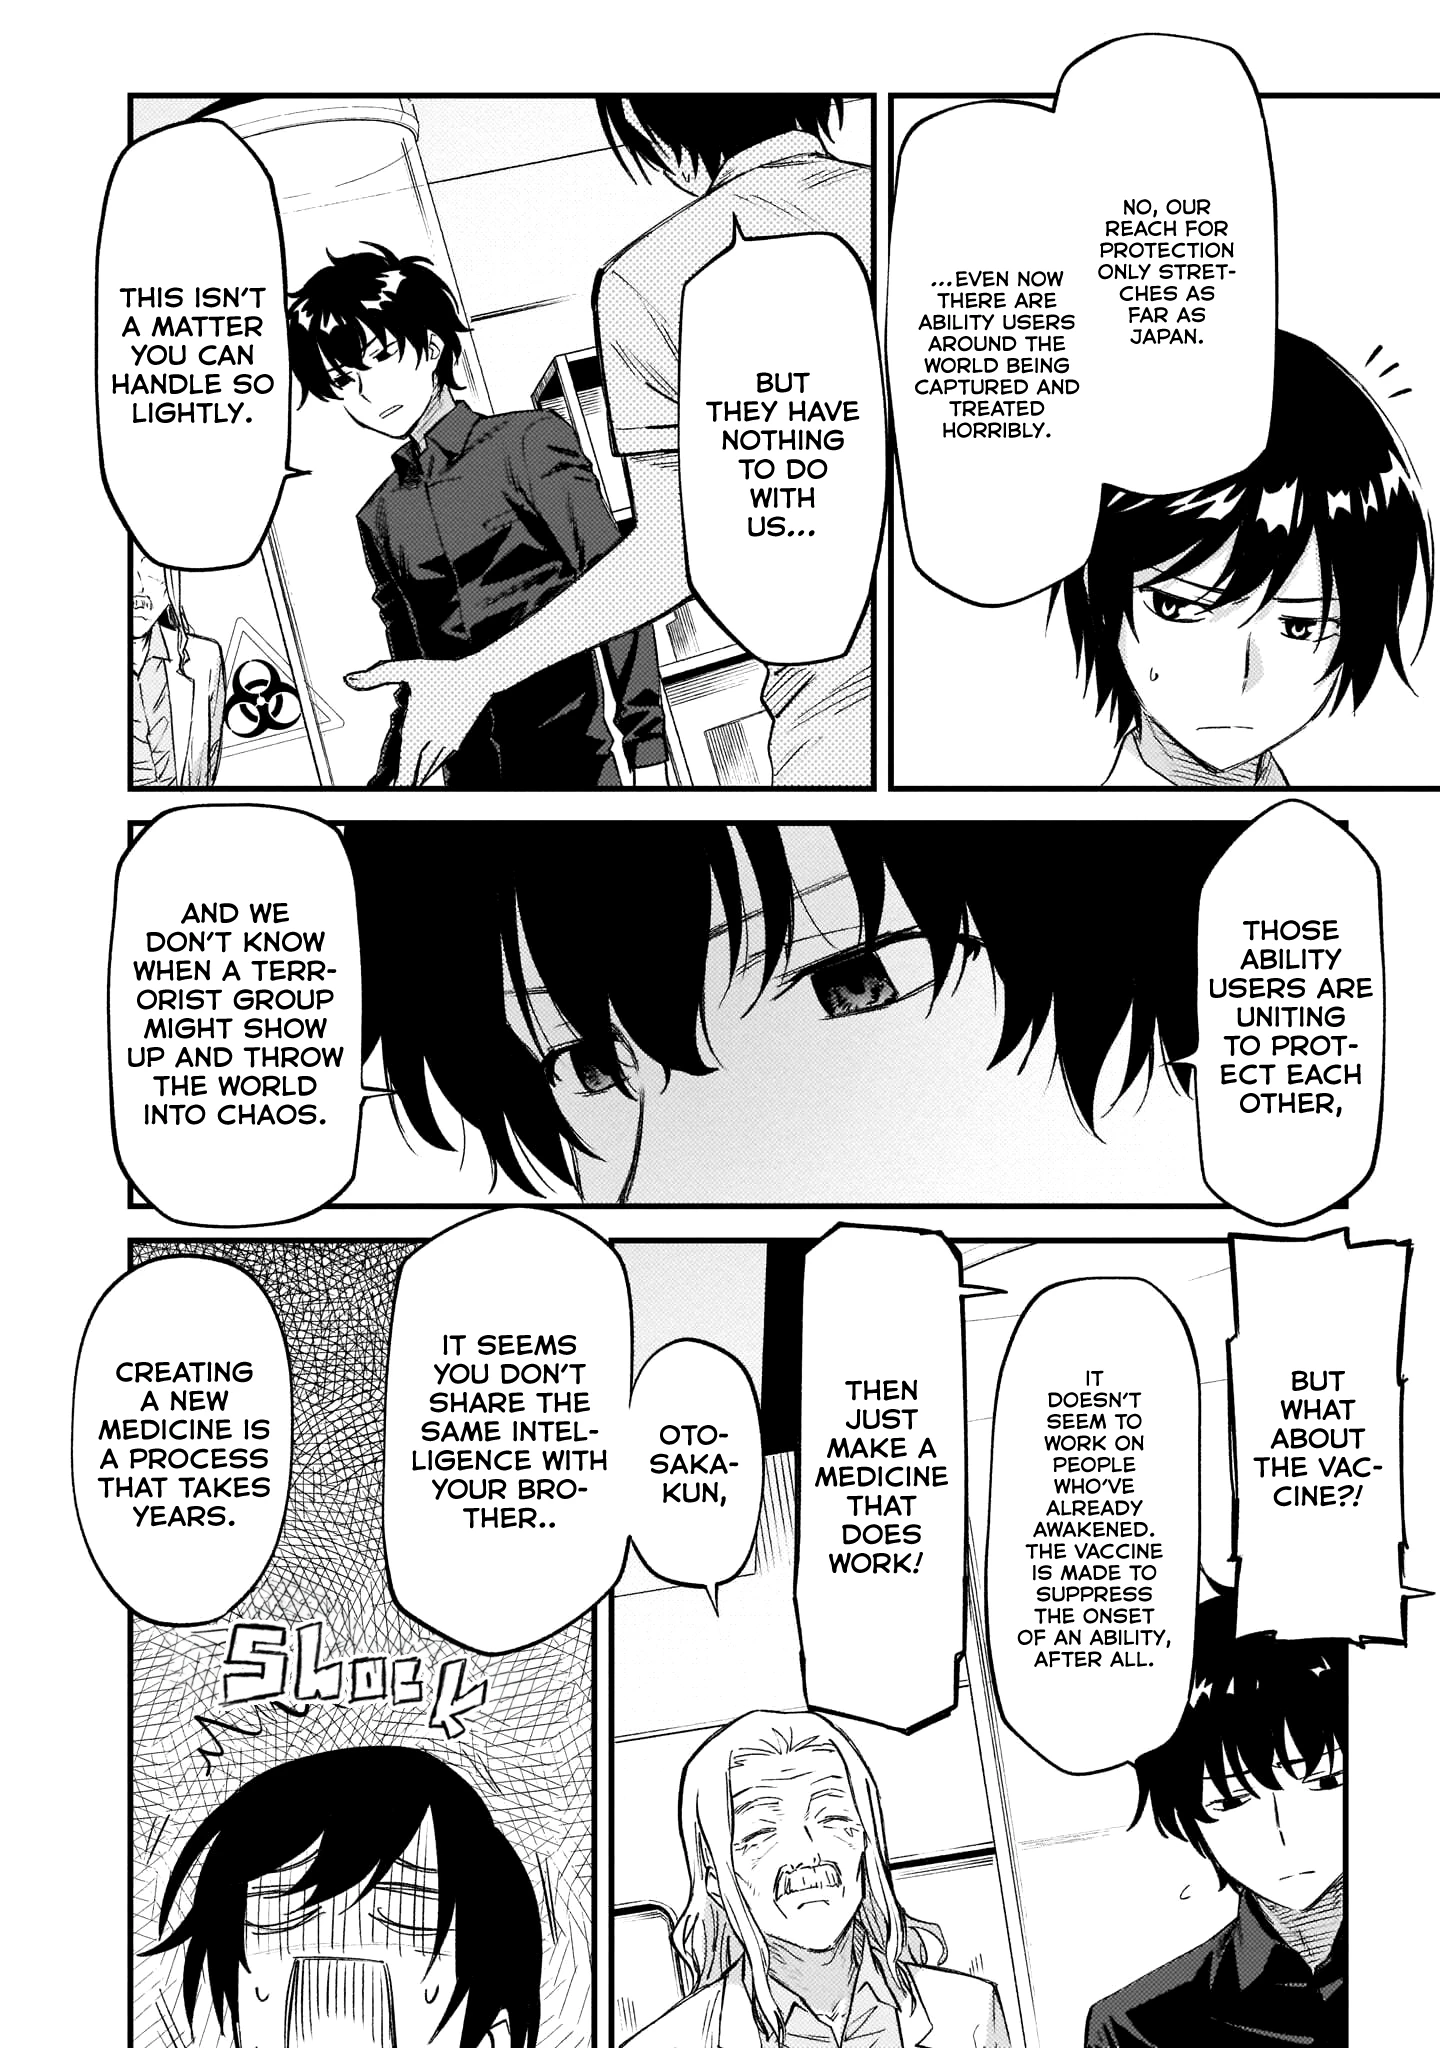 NO, OUR
REACH FOR
PROTECTION
ONLY STRET-
CHES AS
FAR AS
JAPAN.
...EVEN NOW
THERE ARE
ABILITY USERS
AROUND THE
WORLD BEING
CAPTURED AND
TREATED
HORRIBLY.
BUT
THEY HAVE
NOTHING
TO DO
WITH
US...
THIS ISN'T
A MATTER
YOU CAN
HANDLE SO
LIGHTLY.
THOSE
ABILITY
USERS ARE
UNITING
TO PROT-
ECT EACH
OTHER,
AND WE
DON'T KNOW
WHEN A TERR-
ORIST GROUP
MIGHT SHOW
UP AND THROW
THE WORLD
INTO CHAOS.
BUT
WHAT
ABOUT
THE VAC-
CINE?!
IT
DOESN'T
SEEM TO
WORK ON
PEOPLE
WHO'VE
ALREADY
AWAKENED.
THE VACCINE
IS MADE TO
SUPPRESS
THE ONSET
OF AN ABILITY,
AFTER ALL.
THEN
JUST
MAKE A
MEDICINE
THAT
DOES
WORK!
OTO-
SAKA-
KUN,
IT SEEMS
YOU DON'T
SHARE THE
SAME INTEL-
LIGENCE WITH
YOUR BRO-
THER..
CREATING
A NEW
MEDICINE IS
A PROCESS
THAT TAKES
YEARS.
Shock